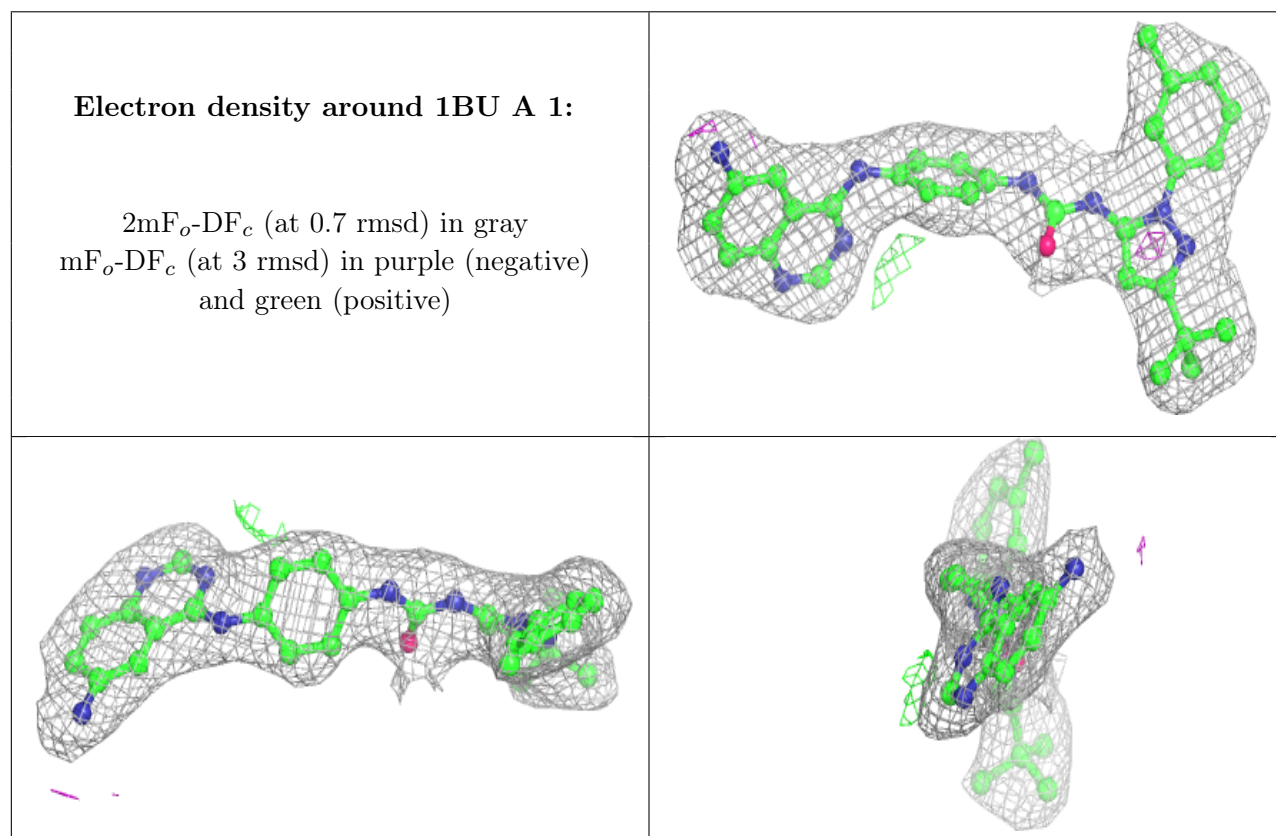 Electron density around 1BU A 1:
2mFo-DFc (at 0.7 rmsd) in gray
mFo-DFc (at 3 rmsd) in purple (negative)
and green (positive)